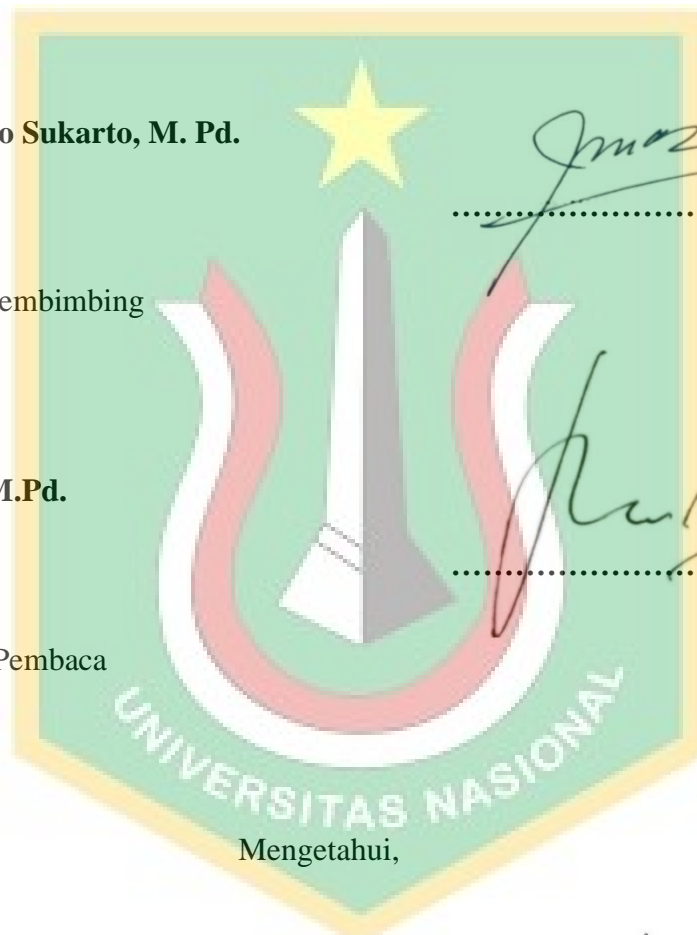 o Sukarto, M. Pd.
.............................
embimbing
M.Pd.
.............................
Pembaca
UNIVERSITAS NASIONAL
Mengetahui,